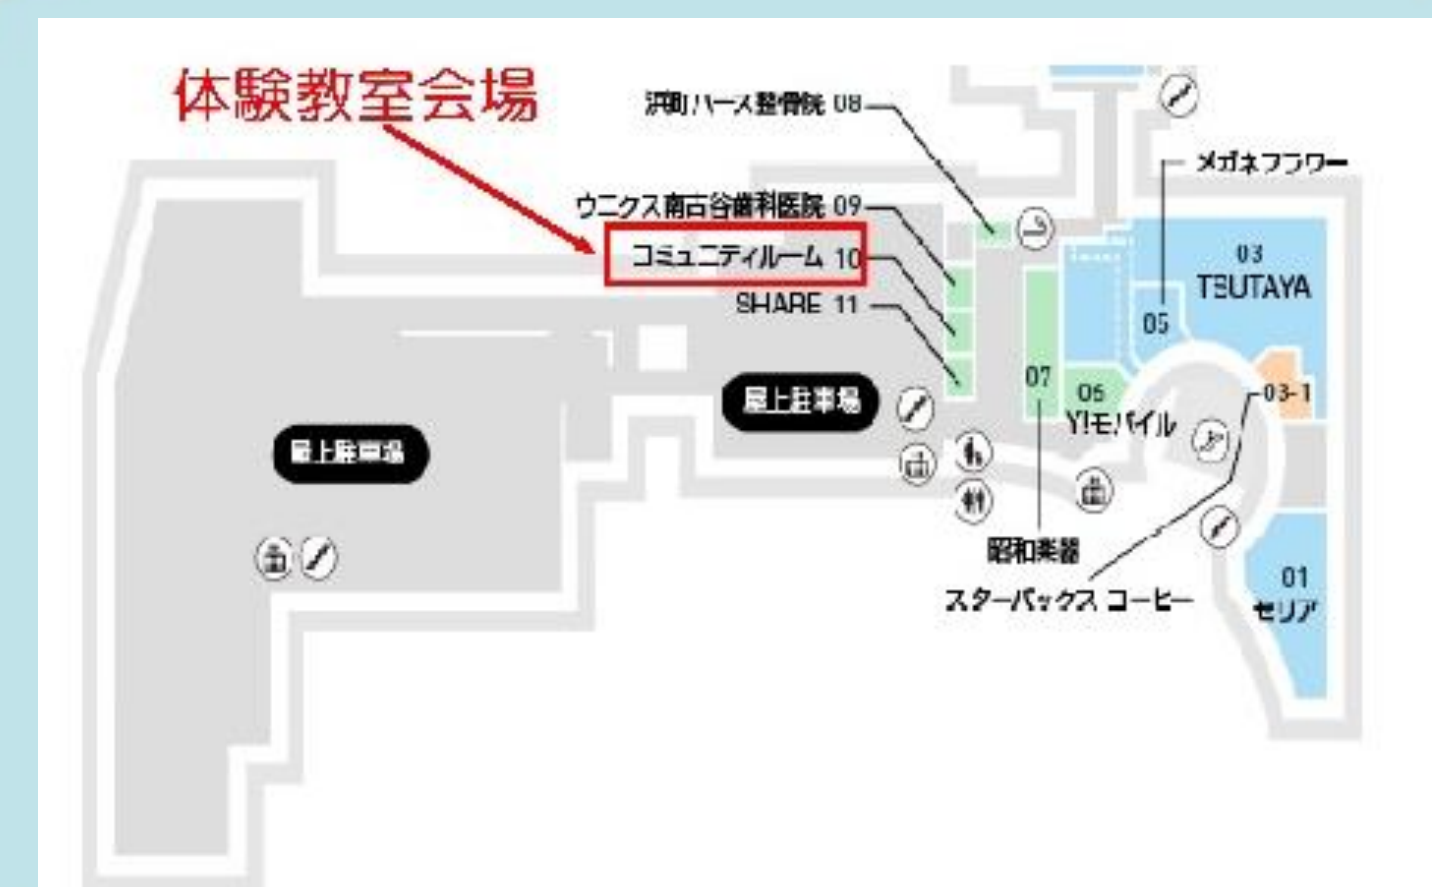 体験教室会場
浜町ハース整骨院 08
メガネフラワー
ウニクス南古谷歯科医院 09
コミュニティルーム 10
SHARE 11
03
TSUTAYA
05
07
06
Y!モバイル
03-1
屋上駐車場
屋上駐車場
昭和楽器
スターバックス コーヒー
01
セリア